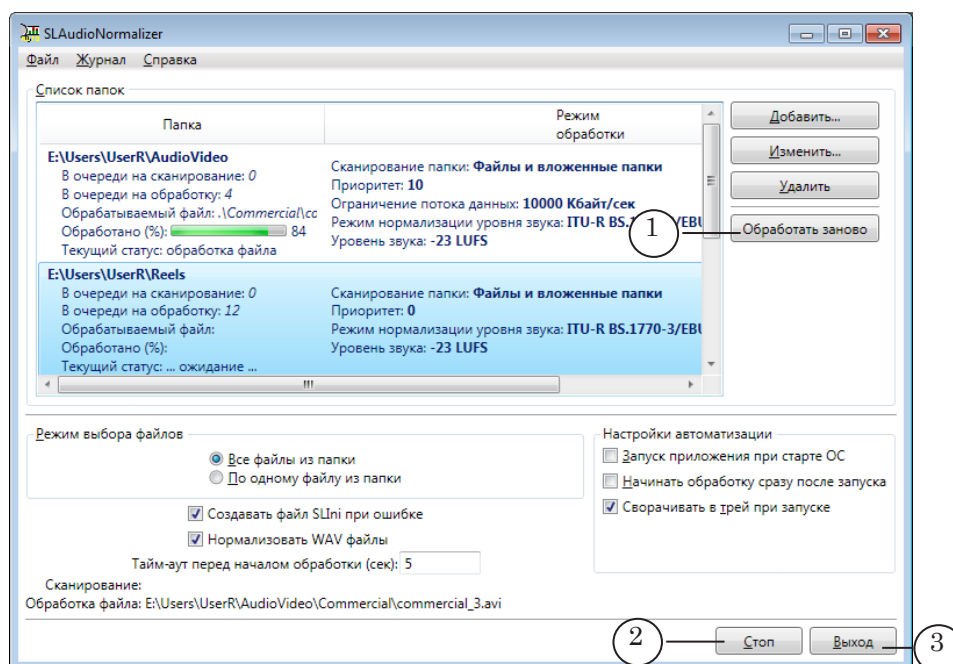 SLAudioNormalizer
Файл Журнал Справка
Список папок
Папка
Режим
обработки
E:\Users\UserR\AudioVideo
В очереди на сканирование: 0
В очереди на обработку: 4
Обрабатываемый файл: .\Commercial\cc
Обработано (%): 84
Текущий статус: обработка файла
Сканирование папки: Файлы и вложенные папки
Приоритет: 10
Ограничение потока данных: 10000 Кбайт/сек
Режим нормализации уровня звука: ITU-R BS.1 -3/EBU
Уровень звука: -23 LUFS
E:\Users\UserR\Reels
В очереди на сканирование: 0
В очереди на обработку: 12
Обрабатываемый файл:
Обработано (%):
Текущий статус: ... ожидание ...
Сканирование папки: Файлы и вложенные папки
Приоритет: 0
Режим нормализации уровня звука: ITU-R BS.1770-3/EBU
Уровень звука: -23 LUFS
Добавить...
Изменить...
Удалить
1
Обработать заново
Режим выбора файлов
Все файлы из папки
По одному файлу из папки
Создавать файл SLIni при ошибке
Нормализовать WAV файлы
Тайм-аут перед началом обработки (сек): 5
Настройки автоматизации
Запуск приложения при старте ОС
Начинать обработку сразу после запуска
Сворачивать в трей при запуске
Сканирование:
Обработка файла: E:\Users\UserR\AudioVideo\Commercial\commercial_3.avi
2
Стоп
Выход
3